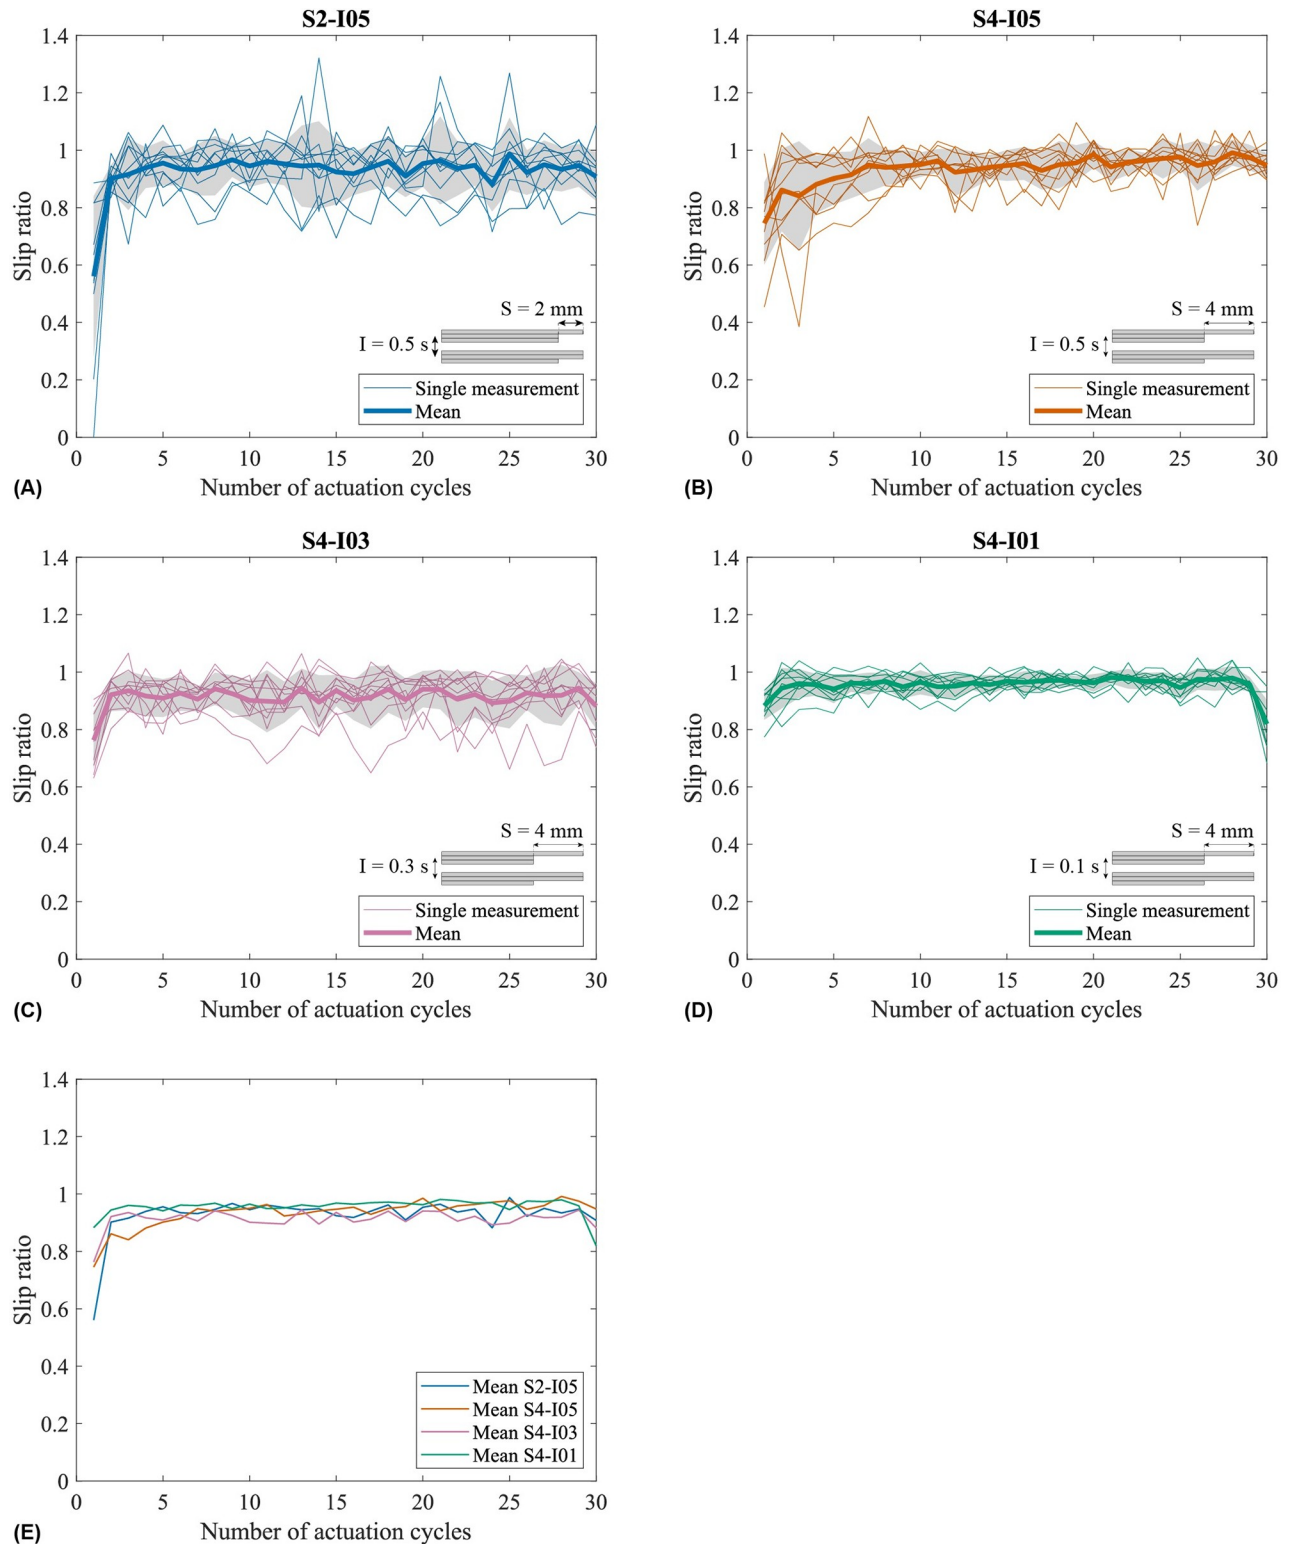 S2-I05
1.4
1.2
1
0.8
0.6
0.4
0.2
0
Slip ratio
S = 2 mm
I = 0.5 s
Single measurement
Mean
0 5 10 15 20 25 30
Number of actuation cycles
(A)
S4-I05
1.4
1.2
1
0.8
0.6
0.4
0.2
0
Slip ratio
S = 4 mm
I = 0.5 s
Single measurement
Mean
0 5 10 15 20 25 30
Number of actuation cycles
(B)
S4-I03
1.4
1.2
1
0.8
0.6
0.4
0.2
0
Slip ratio
S = 4 mm
I = 0.3 s
Single measurement
Mean
0 5 10 15 20 25 30
Number of actuation cycles
(C)
S4-I01
1.4
1.2
1
0.8
0.6
0.4
0.2
0
Slip ratio
S = 4 mm
I = 0.1 s
Single measurement
Mean
0 5 10 15 20 25 30
Number of actuation cycles
(D)
1.4
1.2
1
0.8
0.6
0.4
0.2
0
Slip ratio
Mean S2-I05
Mean S4-I05
Mean S4-I03
Mean S4-I01
0 5 10 15 20 25 30
Number of actuation cycles
(E)